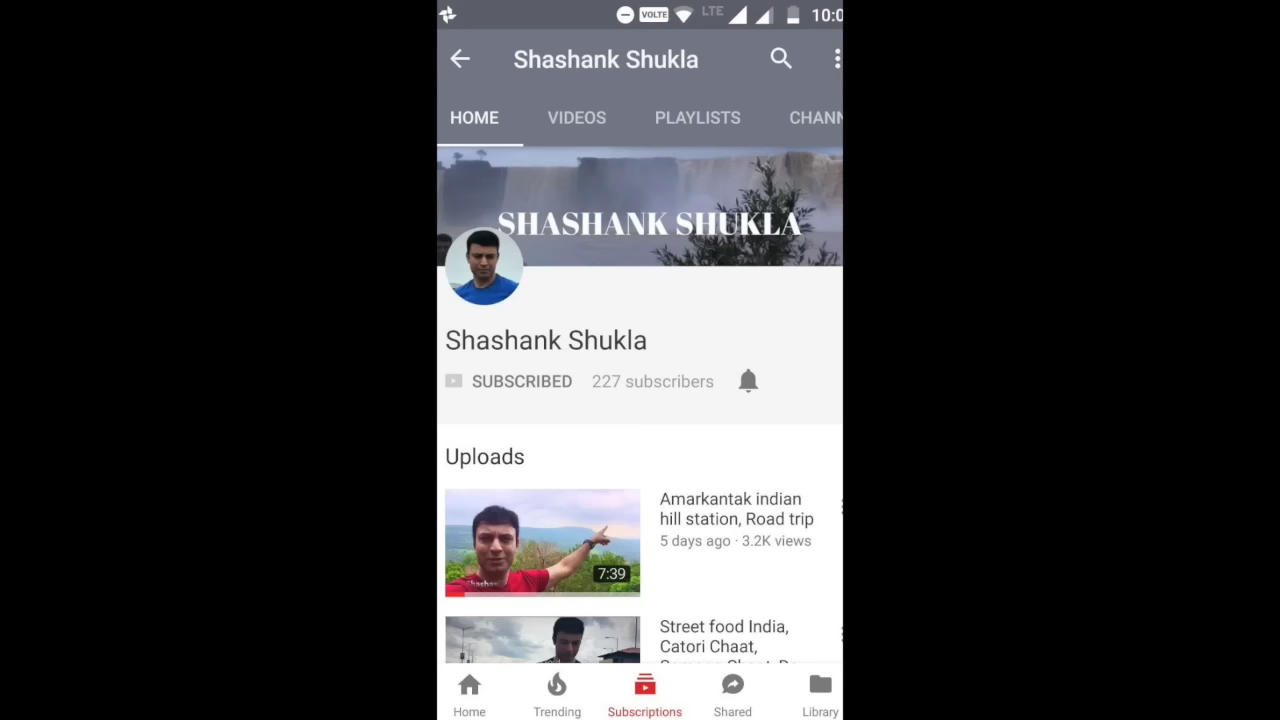 VOLTE LTE 10:0
Shashank Shukla
HOME VIDEOS PLAYLISTS CHANN
SHASHANK SHUKLA
Shashank Shukla
SUBSCRIBED 227 subscribers
Uploads
Amarkantak indian
hill station, Road trip
5 days ago · 3.2K views
7:39
Shashan
Street food India,
Catori Chaat,
Home Trending Subscriptions Shared Library